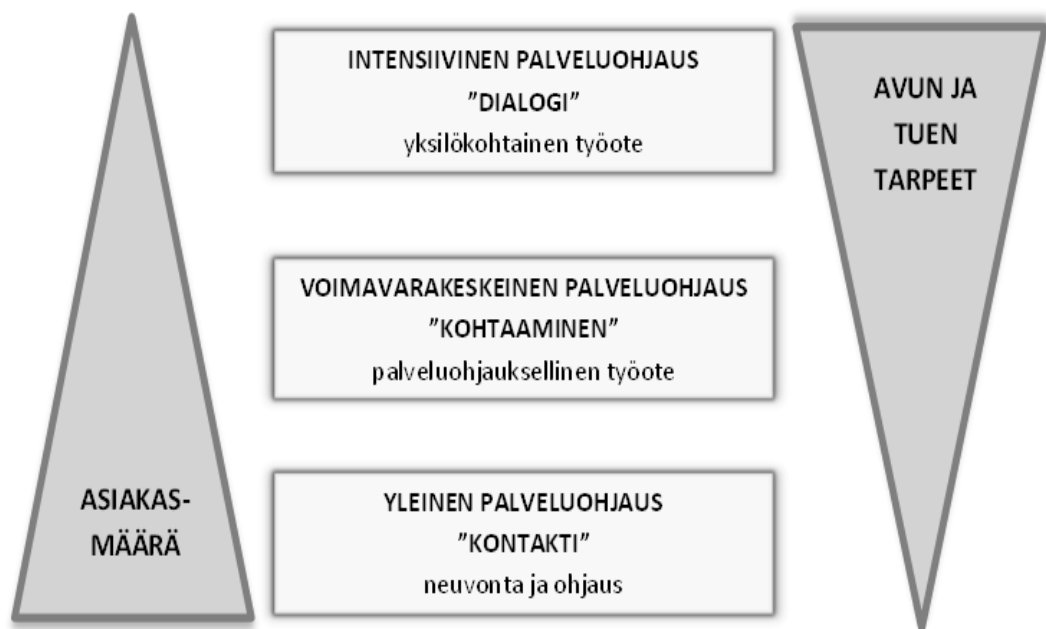 INTENSIIVINEN PALVELUOHJAUS
”DIALOGI”
yksilökohtainen työote
AVUN JA
TUEN
TARPEET
VOIMAVARAKESKEINEN PALVELUOHJAUS
”KOHTAAMINEN”
palveluohjauksellinen työote
ASIAKAS-
MÄÄRÄ
YLEINEN PALVELUOHJAUS
”KONTAKTI”
neuvonta ja ohjaus